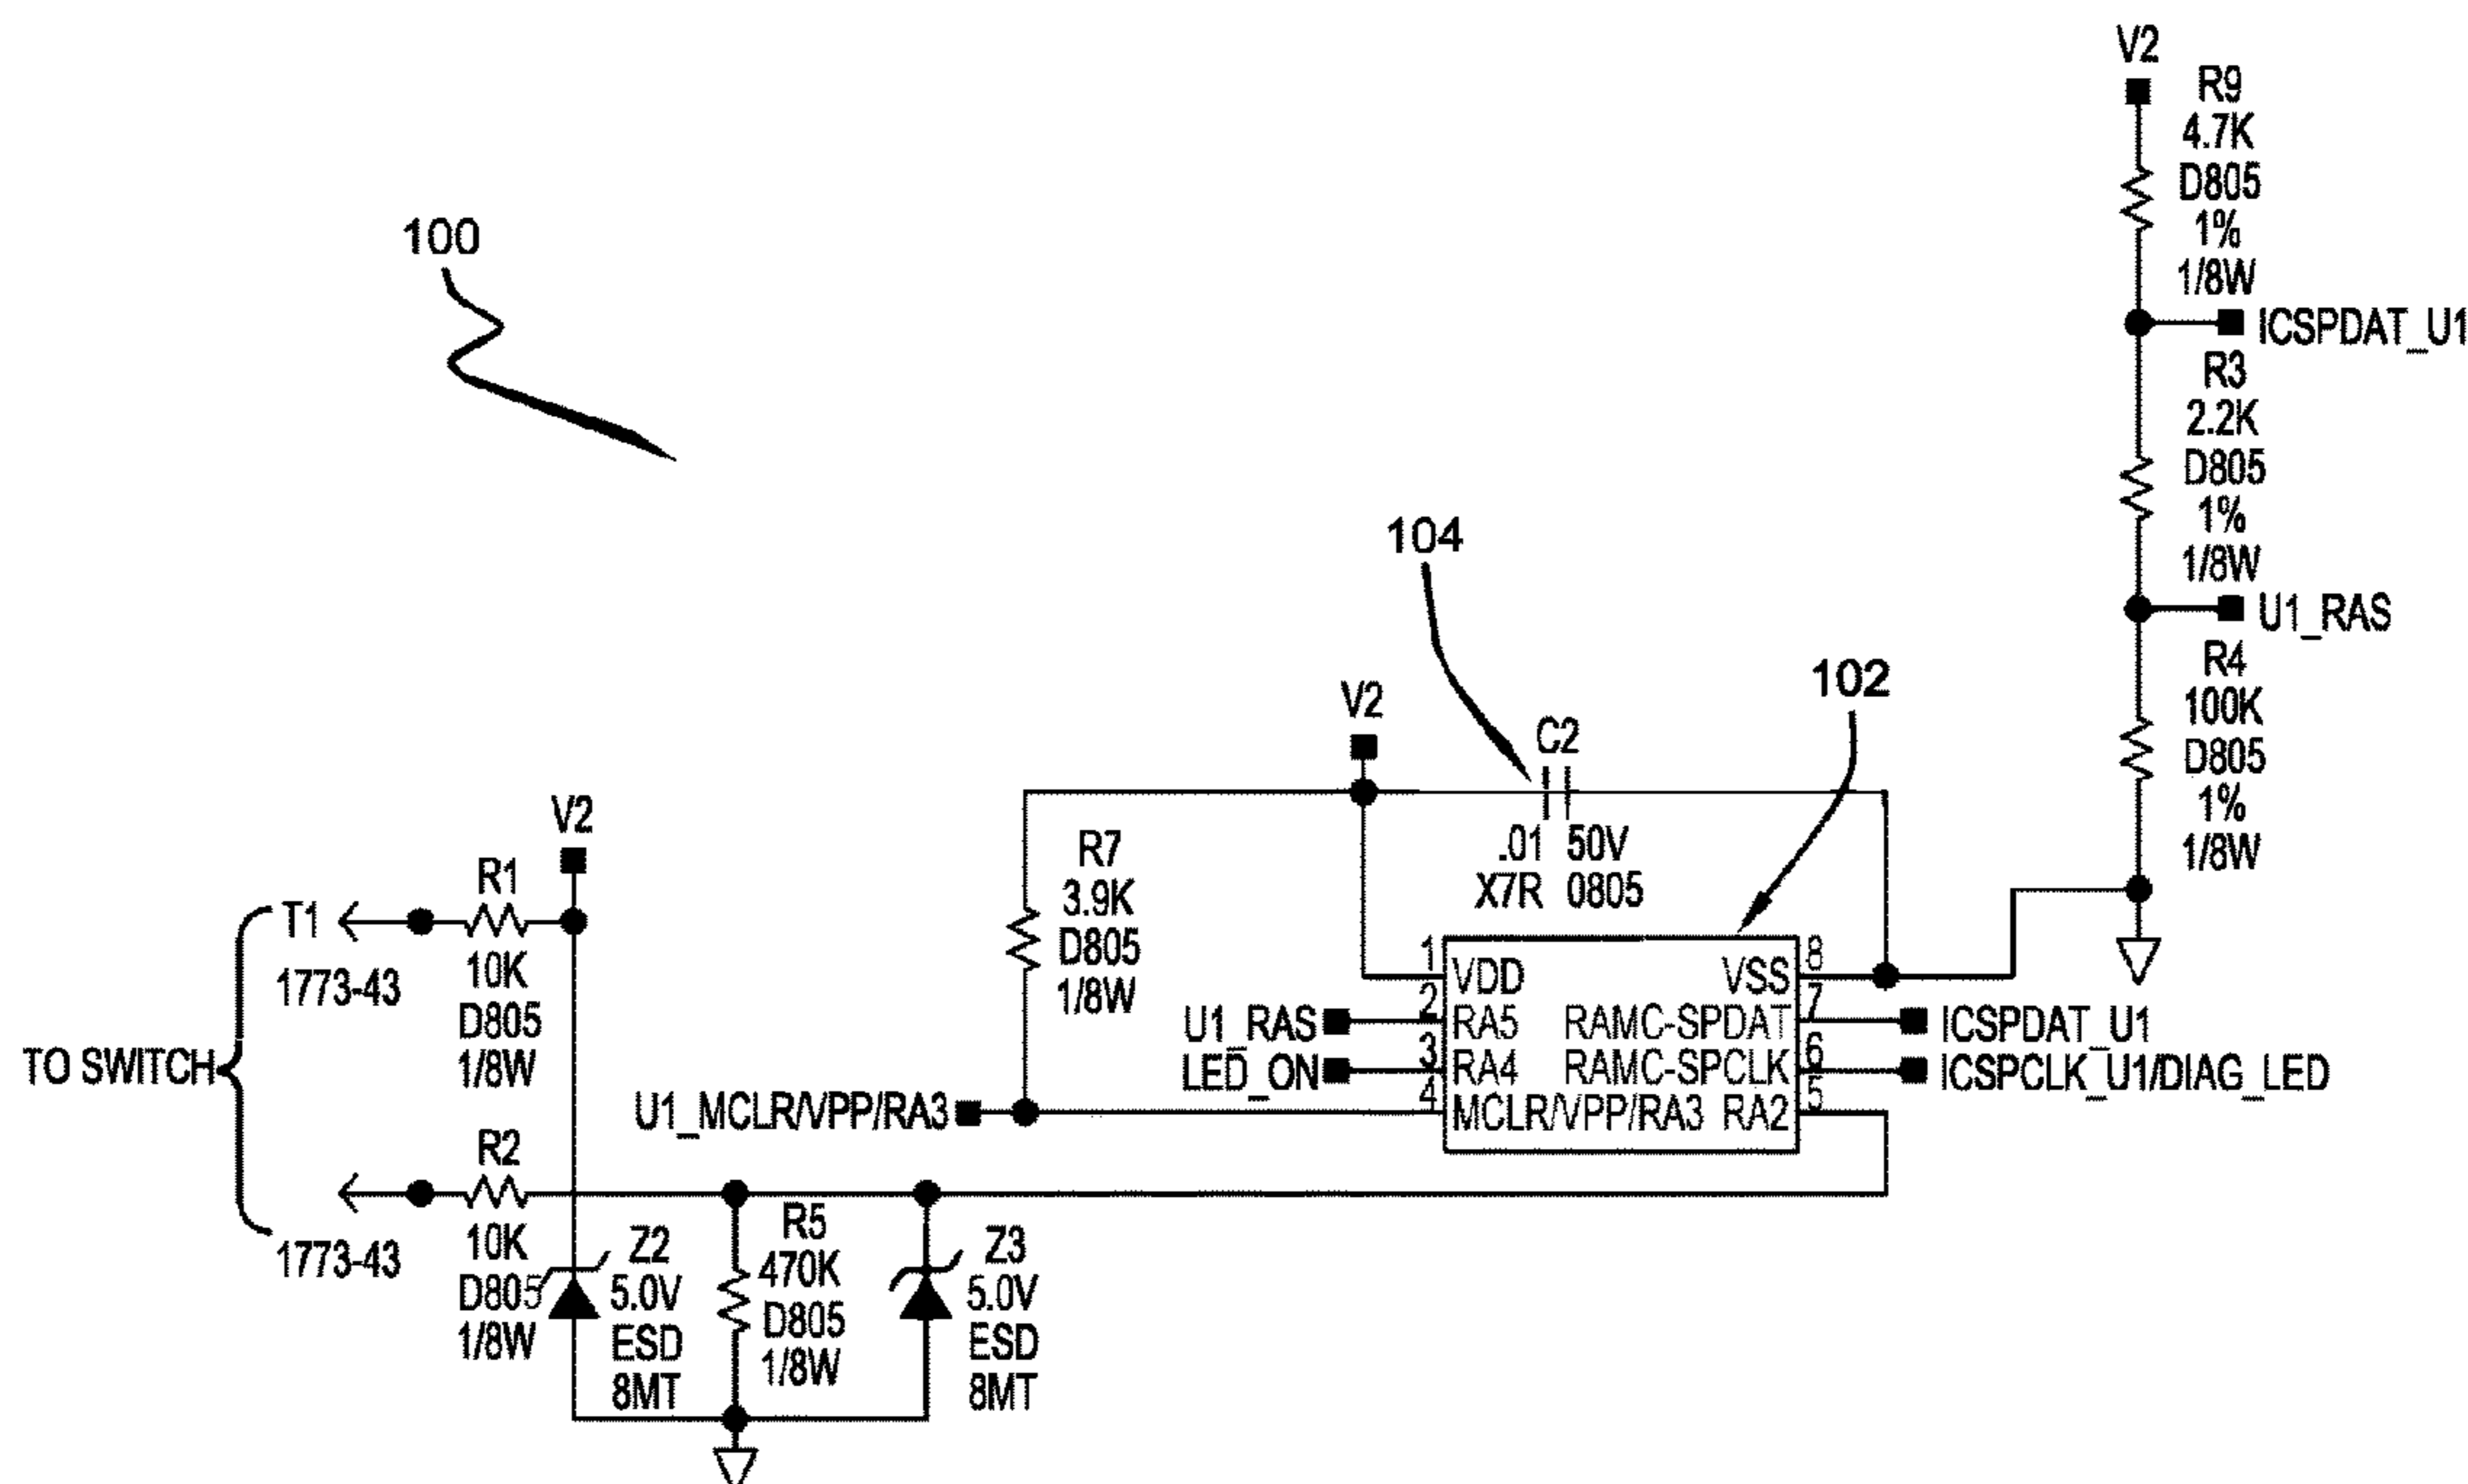 V2
R9
4.7K
D805
1%
1/8W
ICSPDAT_U1
R3
2.2K
D805
1%
1/8W
U1_RAS
R4
100K
D805
1%
1/8W
100
104
102
V2
C2
.01 50V
X7R 0805
R7
3.9K
D805
1/8W
V2
R1
10K
D805
1/8W
T1
1773-43
TO SWITCH
R2
10K
D805
1/8W
1773-43
U1_RAS
LED_ON
U1_MCLR/VPP/RA3
1
VDD
2
RA5
3
RA4
4
MCLR/VPP/RA3
8
VSS
7
RAMC-SPDAT
6
RAMC-SPCLK
5
RA2
ICSPDAT_U1
ICSPCLK_U1/DIAG_LED
Z2
5.0V
ESD
8MT
R5
470K
D805
1/8W
Z3
5.0V
ESD
8MT